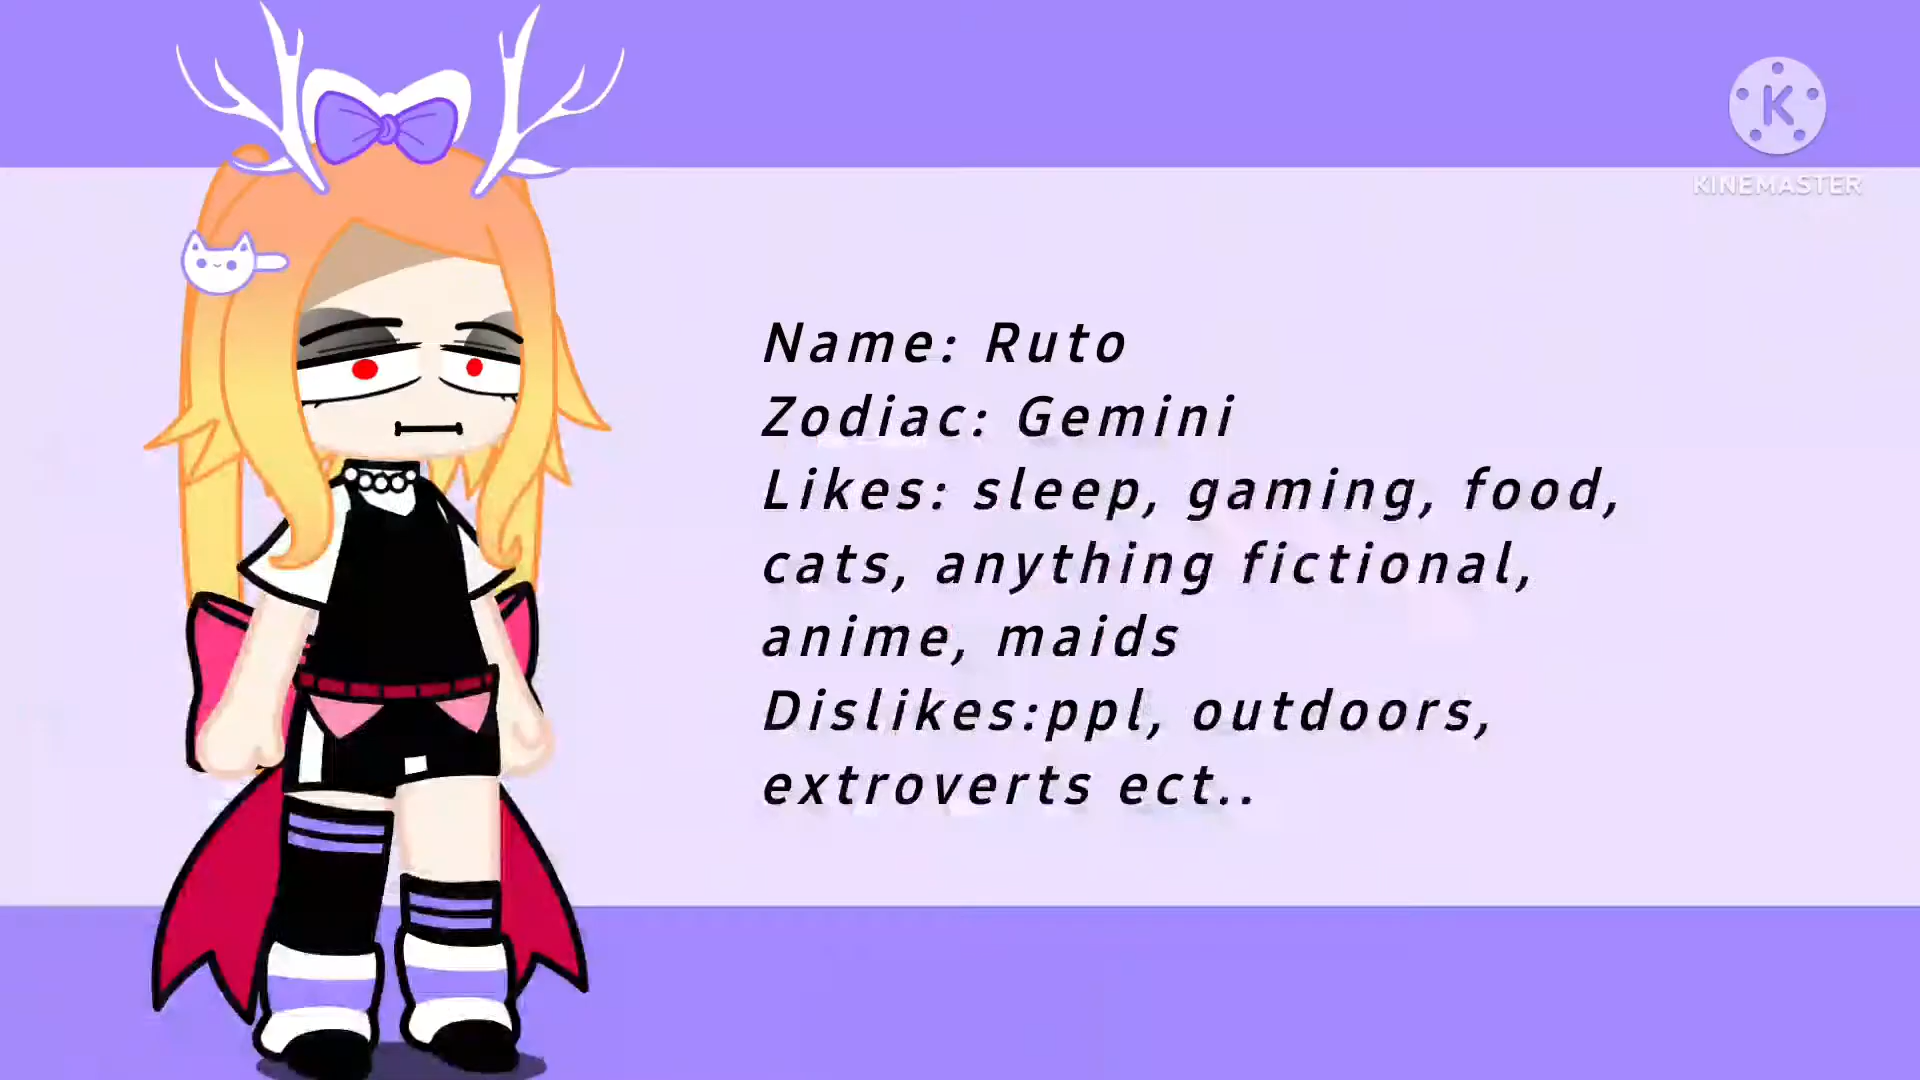 K
KINEMASTER
Name: Ruto
Zodiac: Gemini
Likes: sleep, gaming, food,
cats, anything fictional,
anime, maids
Dislikes:ppl, outdoors,
extroverts ect..